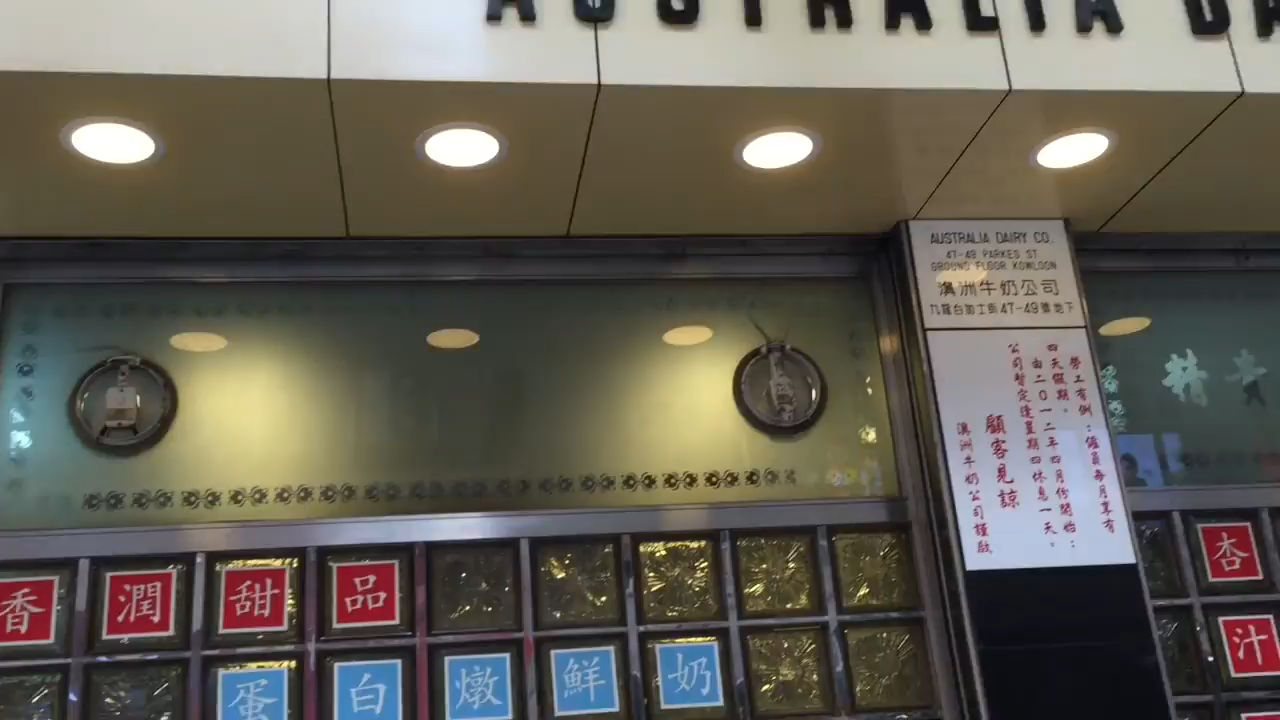 AUSTRALIA DA
AUSTRALIA DAIRY CO.
47-49 PARKES ST
GROUND FLOOR KOWLOON
澳洲牛奶公司
九龍白加士街47-49號地下
勞工有例：僱員每月享有
四天假期。
由二〇一二年四月份開始：
公司暫定逢星期四休息一天。
顧客見諒
澳洲牛奶公司謹啟
香潤甜品
蛋白燉鮮奶
杏
汁